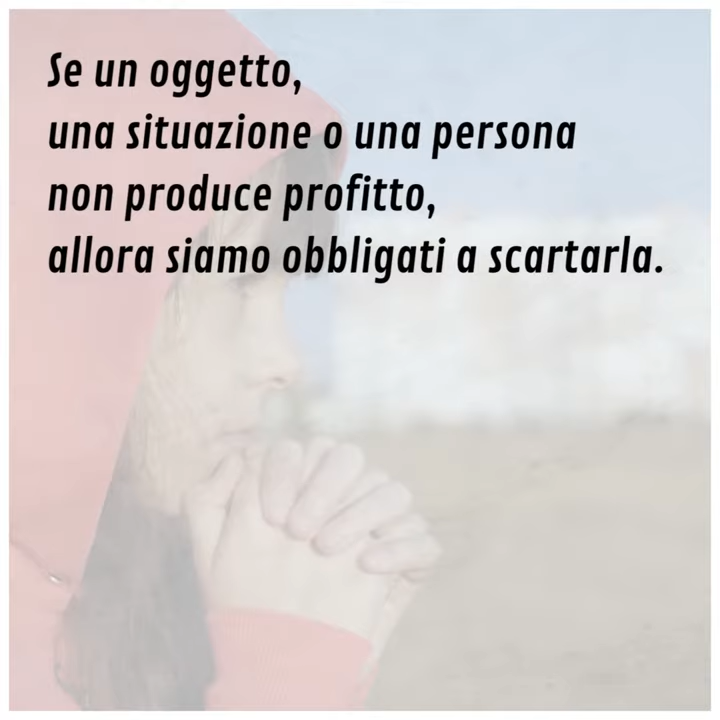 Se un oggetto,
una situazione o una persona
non produce profitto,
allora siamo obbligati a scartarla.